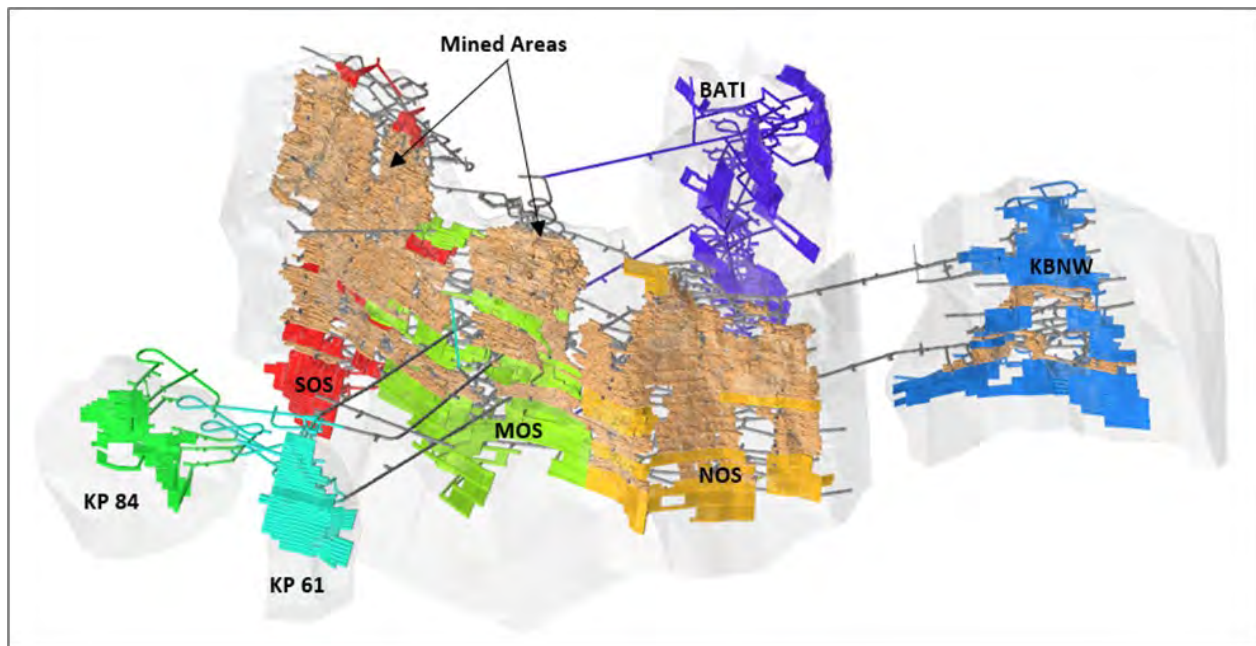 Mined Areas
BATI
KBNW
SOS
MOS
NOS
KP 84
KP 61